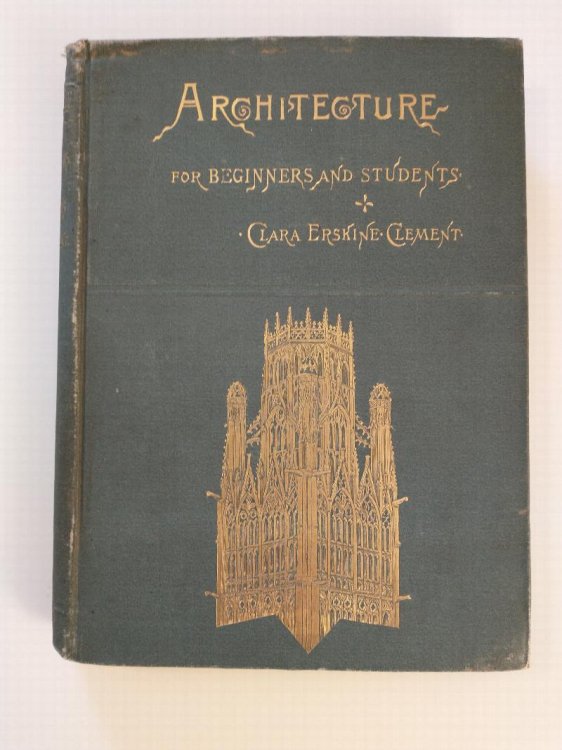 ARCHITECTURE
FOR BEGINNERS AND STUDENTS·
· CLARA ERSKINE · CLEMENT ·